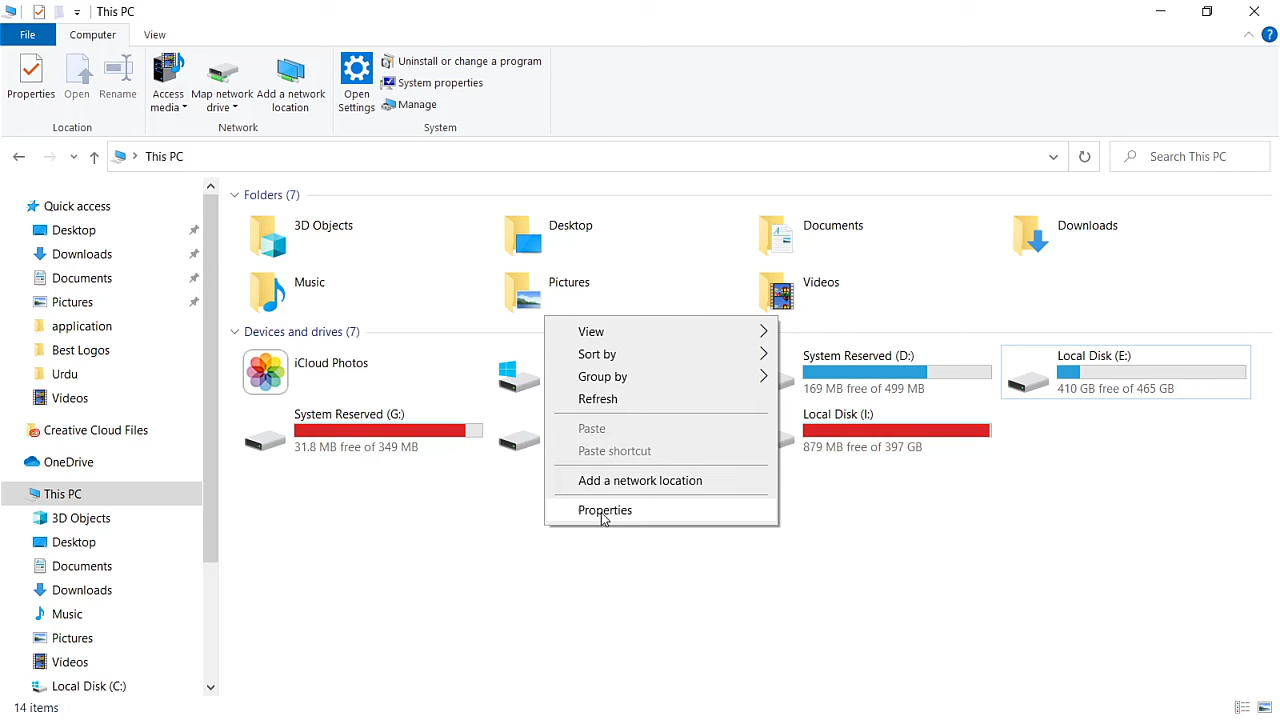 This PC
File
Computer
View
Properties
Open
Rename
Access media
Map network drive
Add a network location
Open Settings
Uninstall or change a program
System properties
Manage
Location
Network
System
This PC
Search This PC
Quick access
Desktop
Downloads
Documents
Pictures
application
Best Logos
Urdu
Videos
Creative Cloud Files
OneDrive
This PC
3D Objects
Desktop
Documents
Downloads
Music
Pictures
Videos
Local Disk (C:)
Folders (7)
3D Objects
Desktop
Documents
Downloads
Music
Pictures
Videos
Devices and drives (7)
iCloud Photos
System Reserved (D:)
169 MB free of 499 MB
Local Disk (E:)
410 GB free of 465 GB
System Reserved (G:)
31.8 MB free of 349 MB
Local Disk (I:)
879 MB free of 397 GB
View
Sort by
Group by
Refresh
Paste
Paste shortcut
Add a network location
Properties
14 items